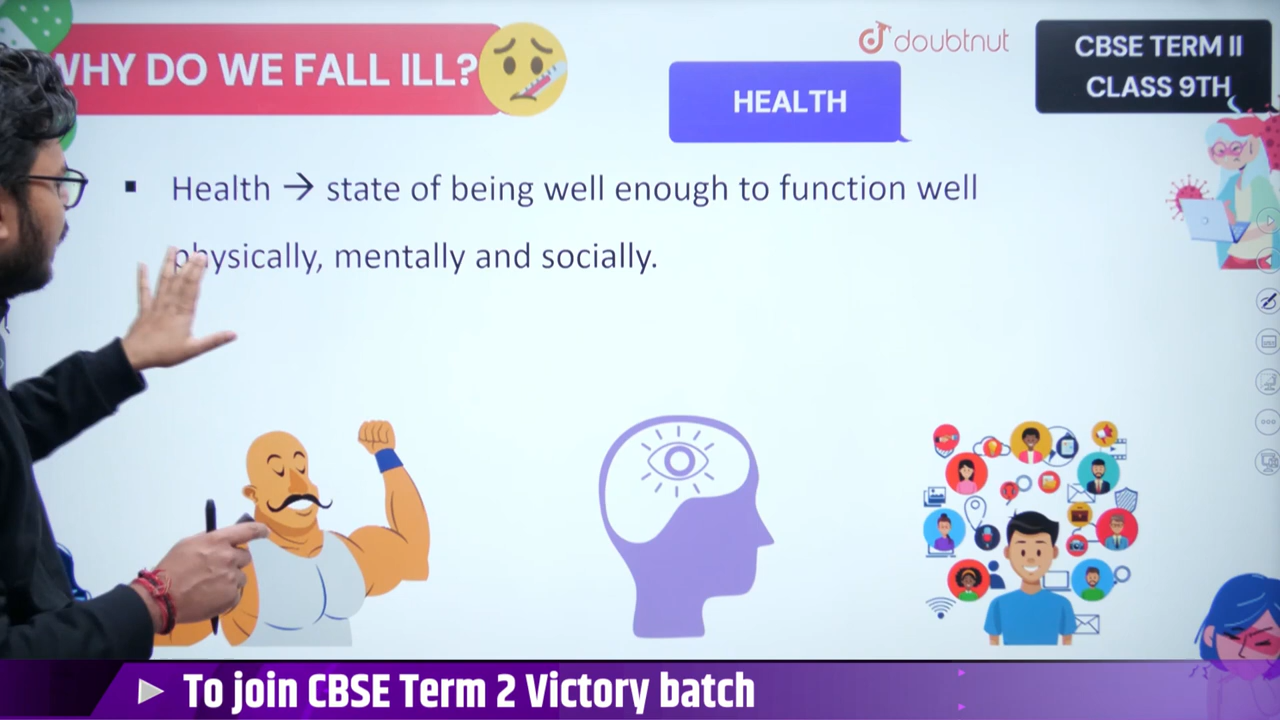 WHY DO WE FALL ILL?
doubtnut
CBSE TERM II
CLASS 9TH
HEALTH
▪ Health → state of being well enough to function well
physically, mentally and socially.
To join CBSE Term 2 Victory batch